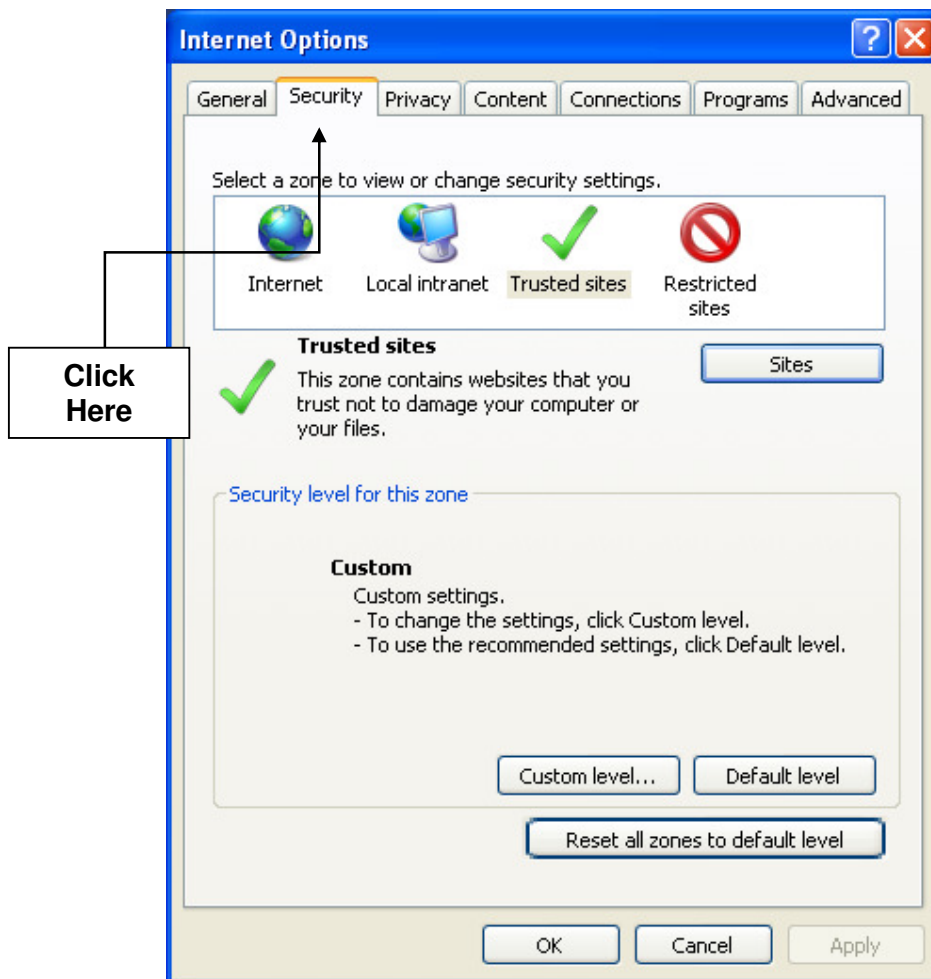 Internet Options
General Security Privacy Content Connections Programs Advanced
Select a zone to view or change security settings.
Internet Local intranet Trusted sites Restricted
sites
Click
Here
Trusted sites
Sites
This zone contains websites that you
trust not to damage your computer or
your files.
Security level for this zone
Custom
Custom settings.
- To change the settings, click Custom level.
- To use the recommended settings, click Default level.
Custom level... Default level
Reset all zones to default level
OK Cancel Apply